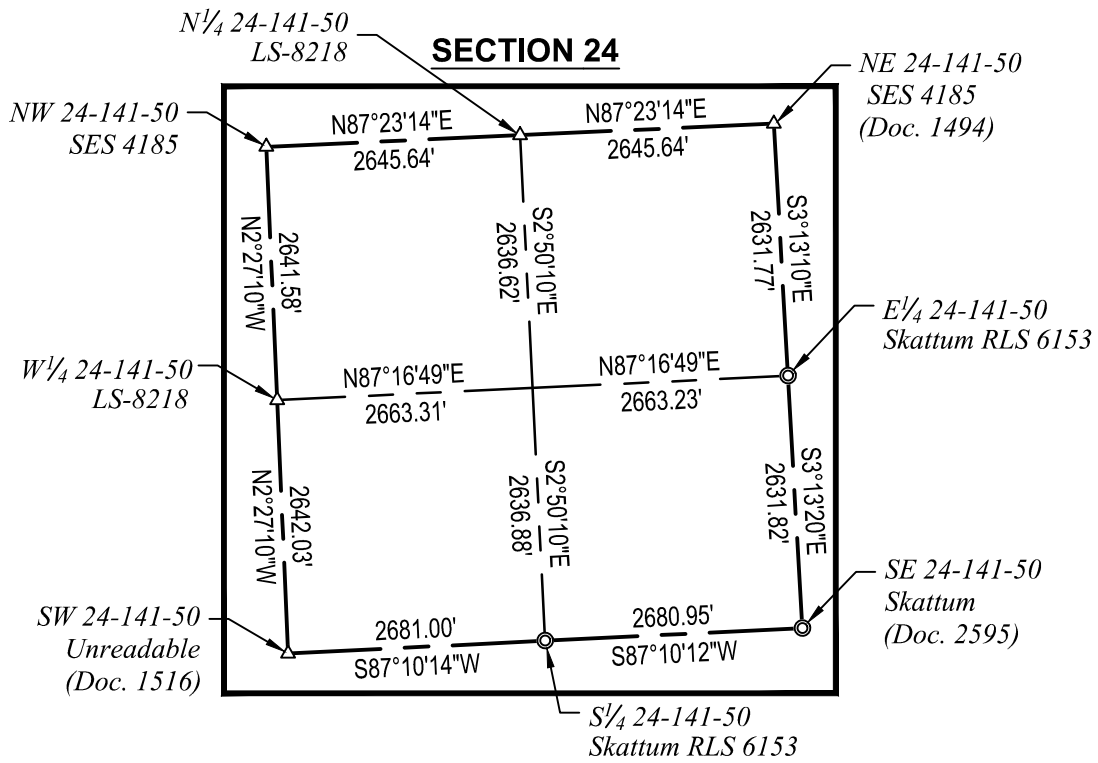 SECTION 24
N1/4 24-141-50
LS-8218
NE 24-141-50
SES 4185
(Doc. 1494)
NW 24-141-50
SES 4185
N87°23'14"E
2645.64'
N87°23'14"E
2645.64'
2641.58'
N2°27'10"W
S2°50'10"E
2636.62'
S3°13'10"E
2631.77'
E1/4 24-141-50
Skattum RLS 6153
W1/4 24-141-50
LS-8218
N87°16'49"E
2663.31'
N87°16'49"E
2663.23'
2642.03'
N2°27'10"W
S2°50'10"E
2636.88'
S3°13'20"E
2631.82'
SE 24-141-50
Skattum
(Doc. 2595)
SW 24-141-50
Unreadable
(Doc. 1516)
2681.00'
S87°10'14"W
2680.95'
S87°10'12"W
S1/4 24-141-50
Skattum RLS 6153